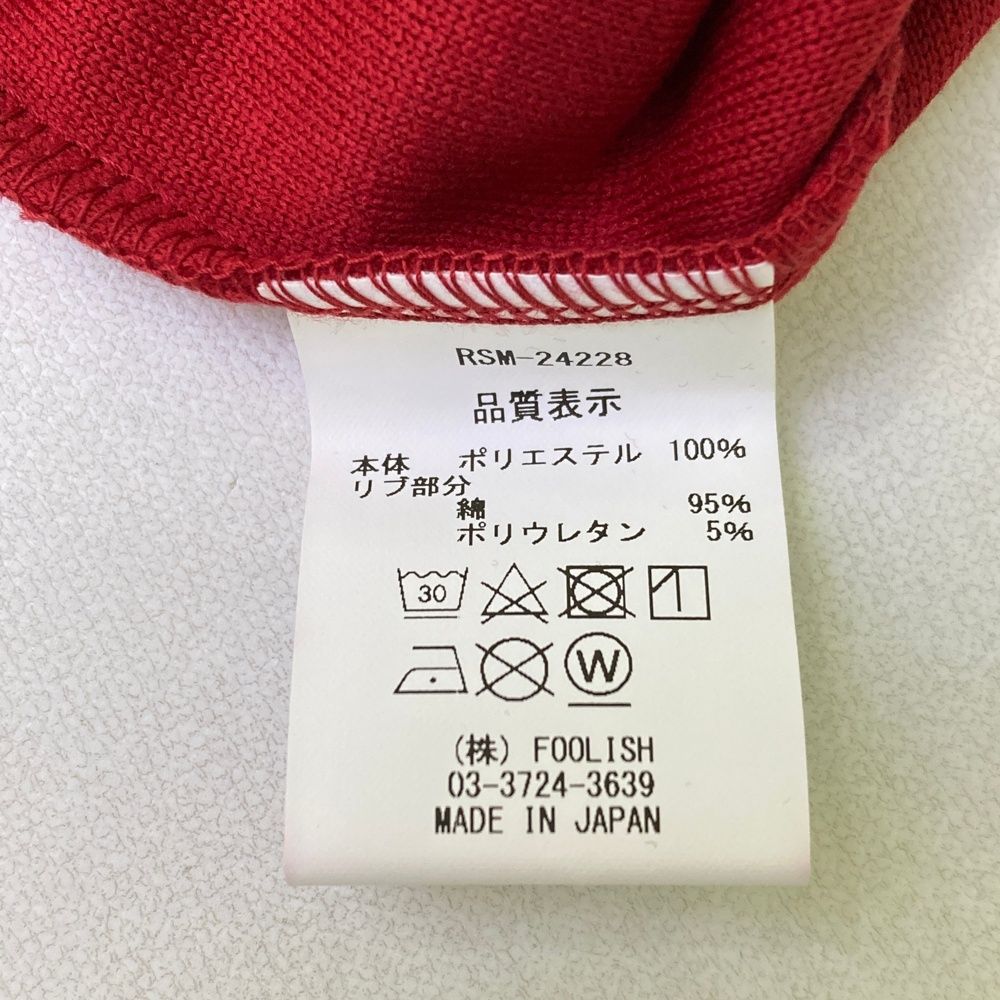 RSM-24228
品質表示
本体 ポリエステル 100%
リブ部分
綿 95%
ポリウレタン 5%
30
W
(株) FOOLISH
03-3724-3639
MADE IN JAPAN